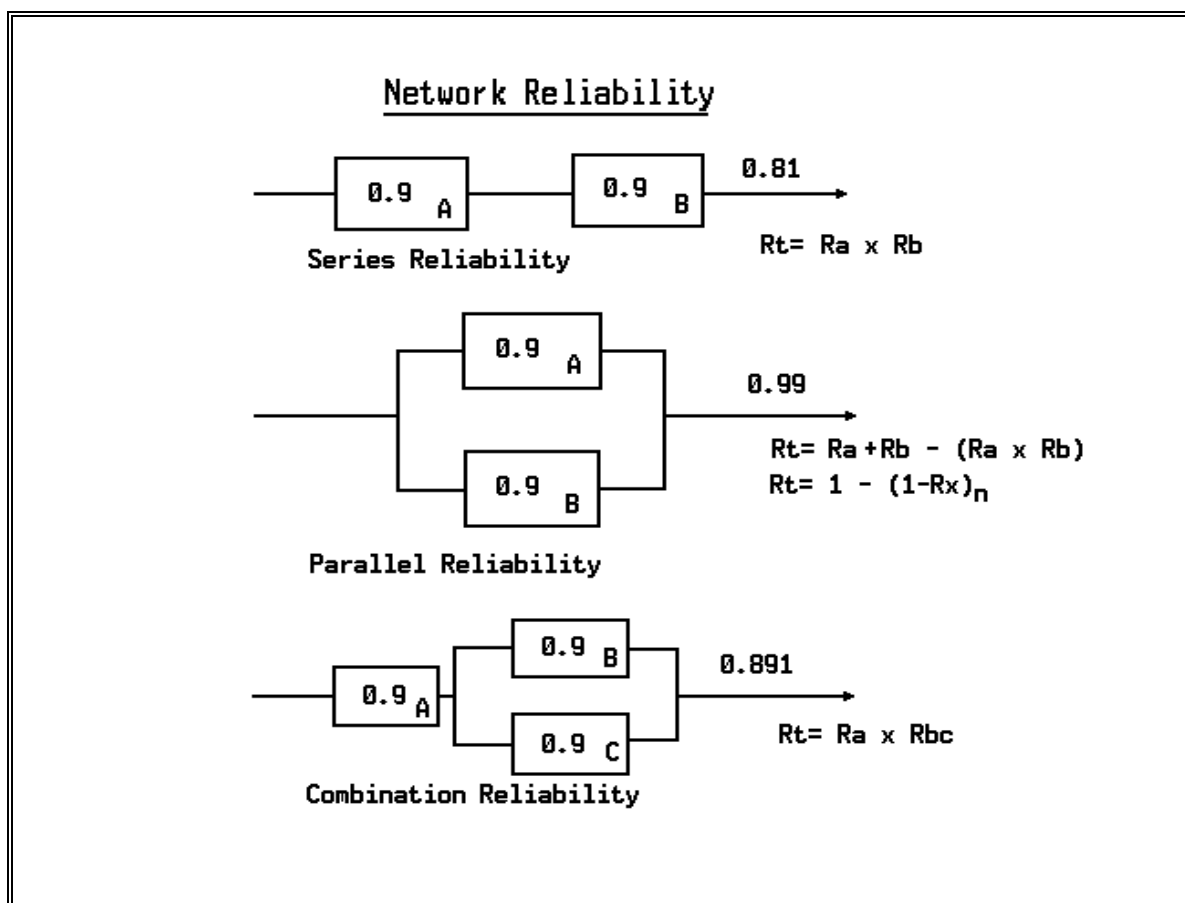 Network Reliability
0.9 A 0.9 B 0.81
Rt= Ra x Rb
Series Reliability
0.9 A
0.99
Rt= Ra+Rb - (Ra x Rb)
0.9 B
Rt= 1 - (1-Rx)n
Parallel Reliability
0.9 B
0.891
0.9 A
Rt= Ra x Rbc
0.9 C
Combination Reliability